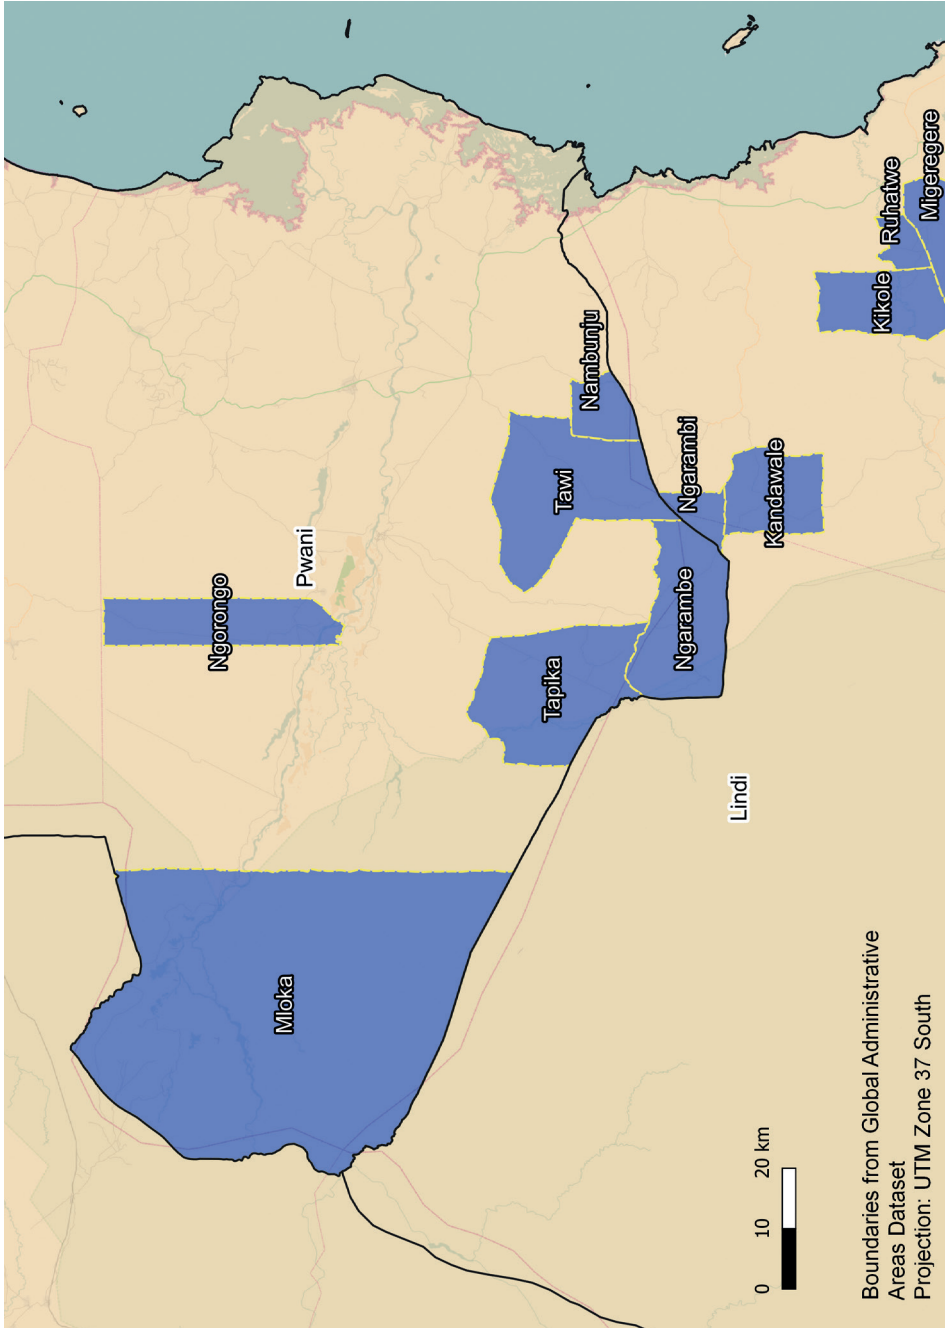 Ngorongo
Pwani
Mloka
Tawi
Nambunju
Tapika
Ngarambe
Ngarambi
Kandawale
Kikole
Ruhatwe
Migeregere
Lindi
0 10 20 km
Boundaries from Global Administrative
Areas Dataset
Projection: UTM Zone 37 South